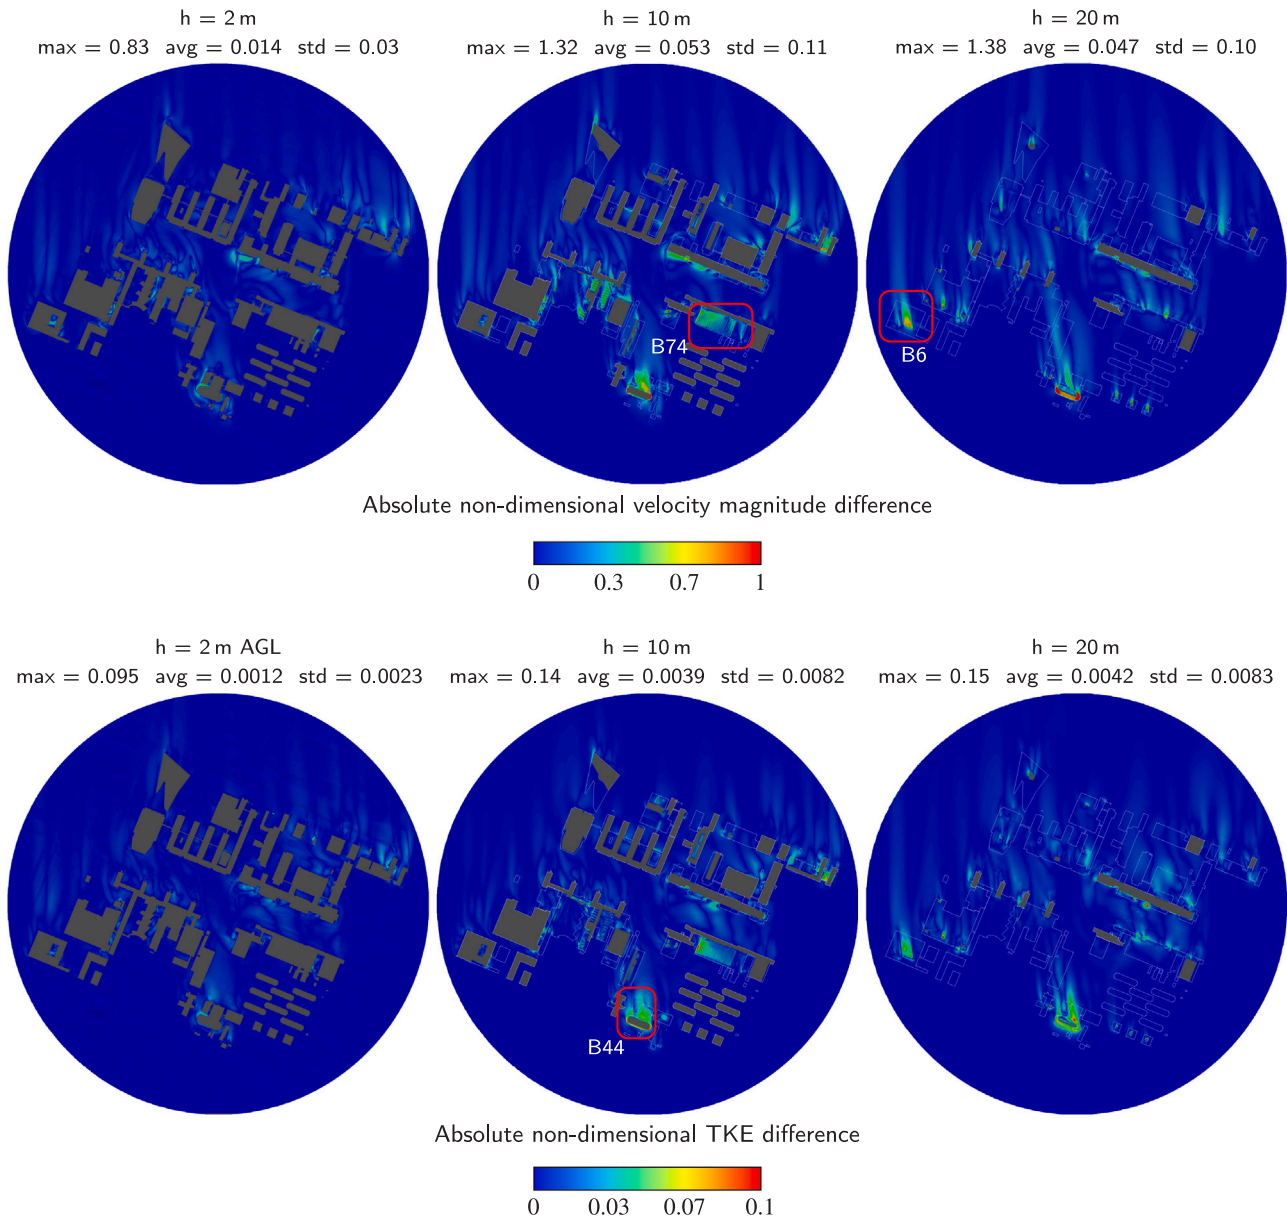 h = 2 m
max = 0.83 avg = 0.014 std = 0.03
h = 10 m
max = 1.32 avg = 0.053 std = 0.11
h = 20 m
max = 1.38 avg = 0.047 std = 0.10
B74
B6
Absolute non-dimensional velocity magnitude difference
0 0.3 0.7 1
h = 2 m AGL
max = 0.095 avg = 0.0012 std = 0.0023
h = 10 m
max = 0.14 avg = 0.0039 std = 0.0082
h = 20 m
max = 0.15 avg = 0.0042 std = 0.0083
B44
Absolute non-dimensional TKE difference
0 0.03 0.07 0.1